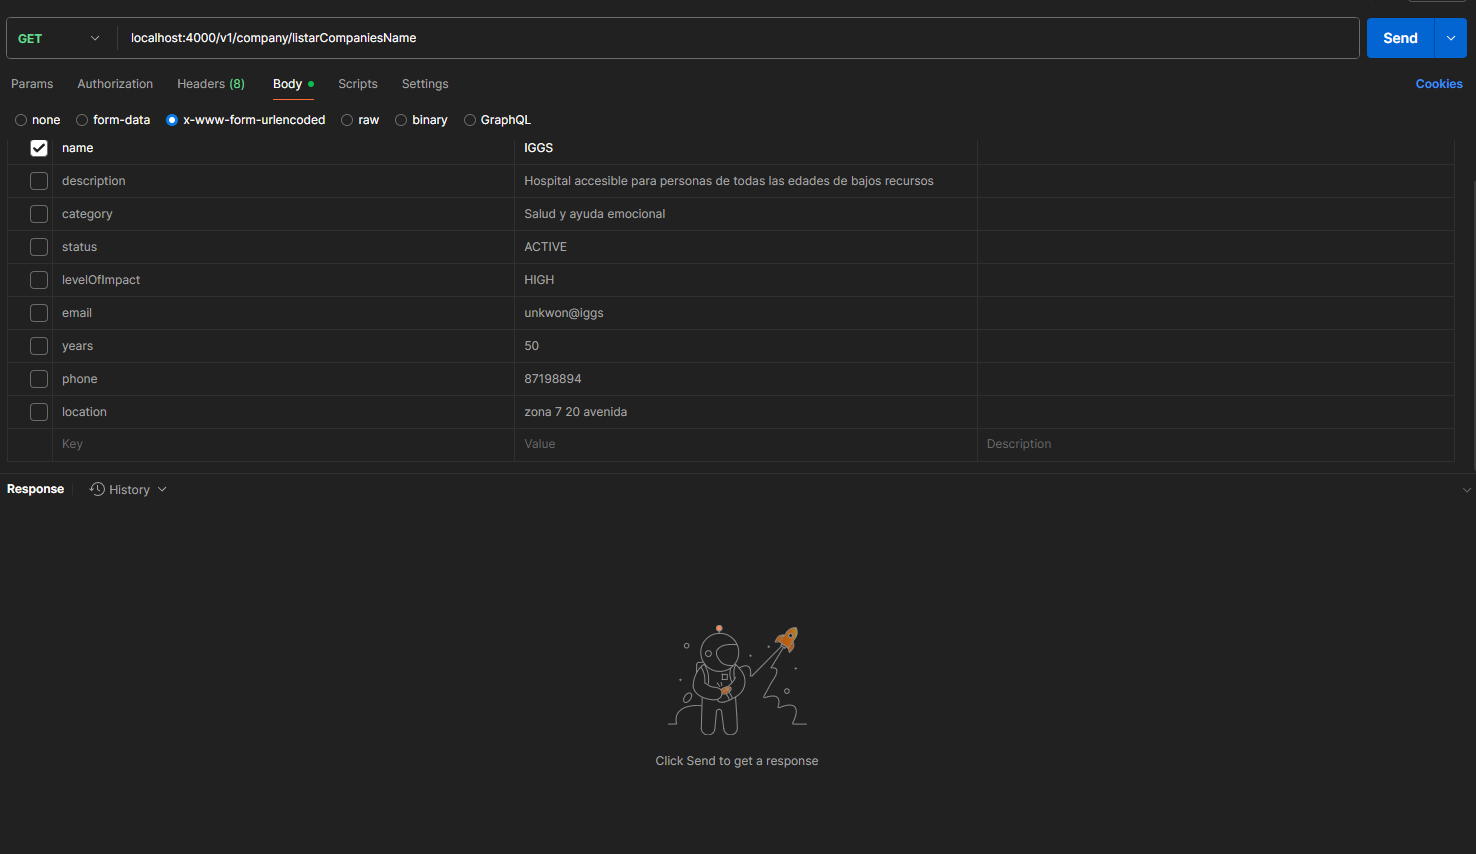 GET localhost:4000/v1/company/listarCompaniesName Send
Params Authorization Headers (8) Body Scripts Settings Cookies
none form-data x-www-form-urlencoded raw binary GraphQL
name IGGS
description Hospital accesible para personas de todas las edades de bajos recursos
category Salud y ayuda emocional
status ACTIVE
levelOfImpact HIGH
email unkwon@iggs
years 50
phone 87198894
location zona 7 20 avenida
Key Value Description
Response History
Click Send to get a response